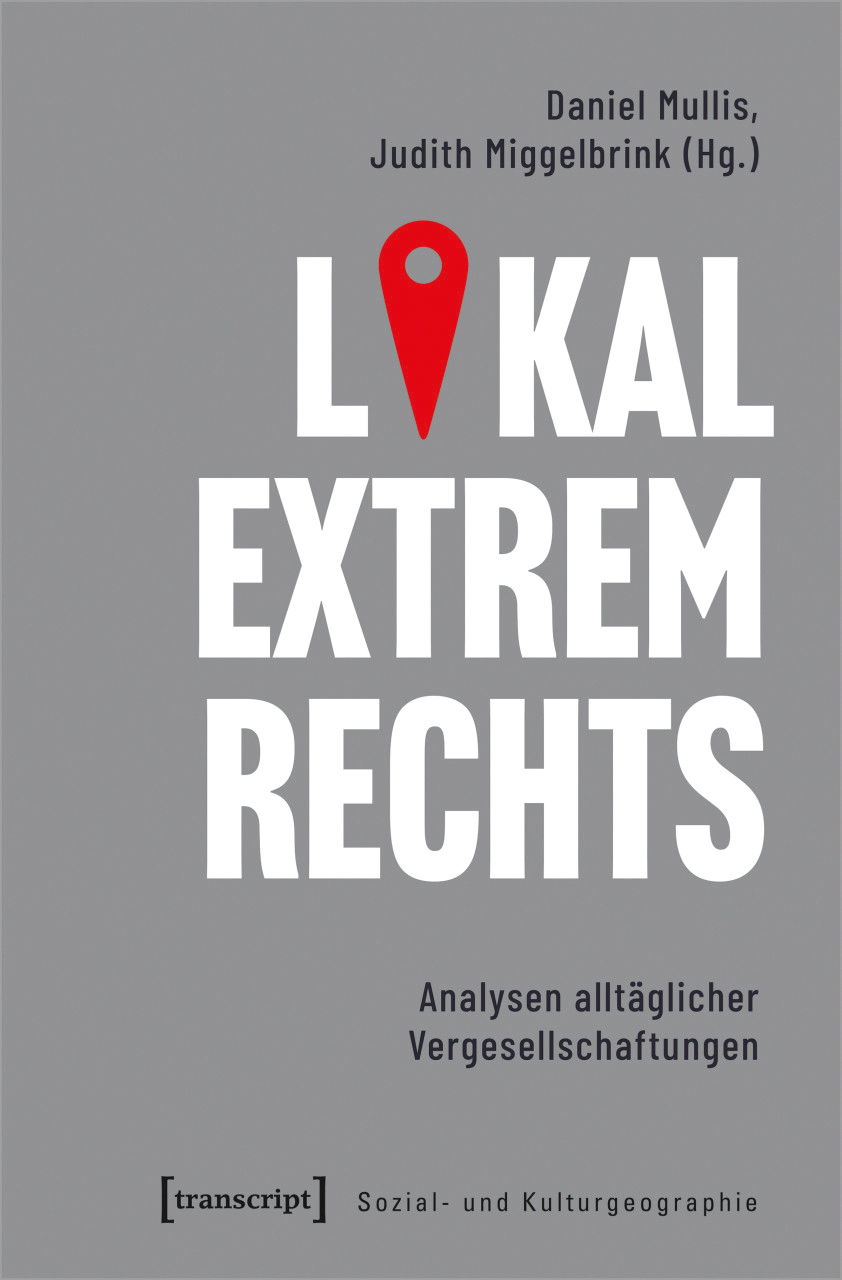 Daniel Mullis,
Judith Miggelbrink (Hg.)
LOKAL
EXTREM
RECHTS
Analysen alltäglicher
Vergesellschaftungen
[transcript] Sozial- und Kulturgeographie